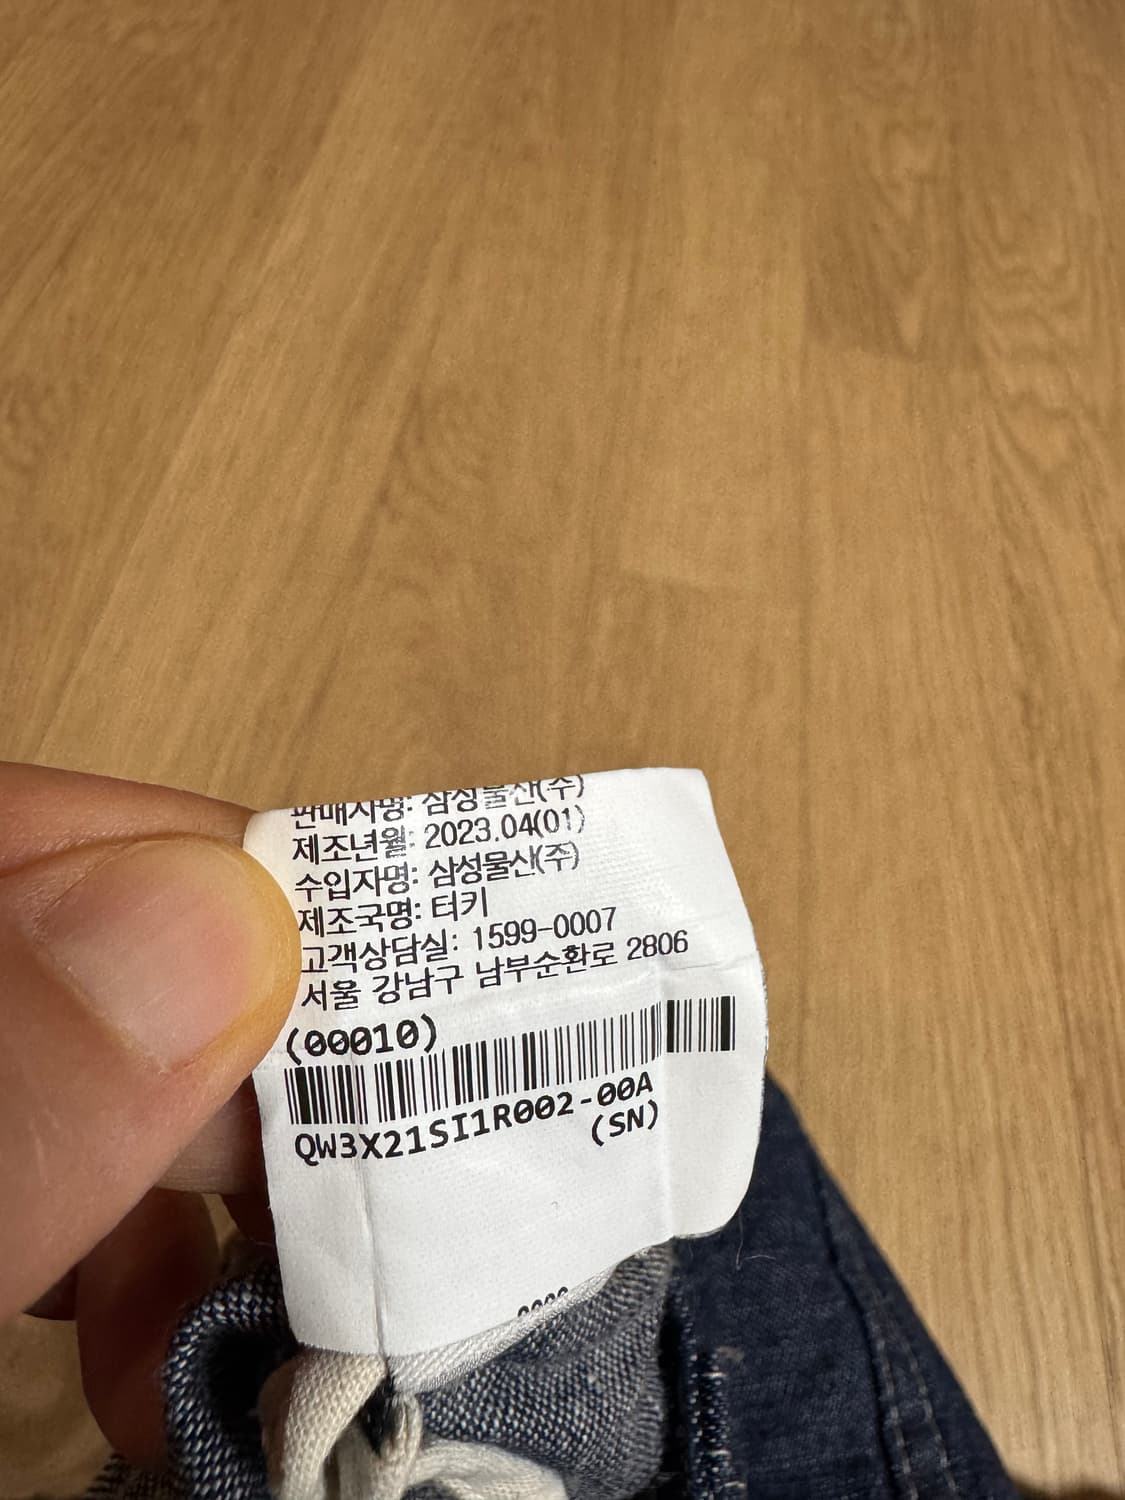 판매자명: 삼성물산(주)
제조년월: 2023.04(01)
수입자명: 삼성물산(주)
제조국명: 터키
고객상담실: 1599-0007
서울 강남구 남부순환로 2806
(00010)
QW3X21SI1R002-00A
(SN)